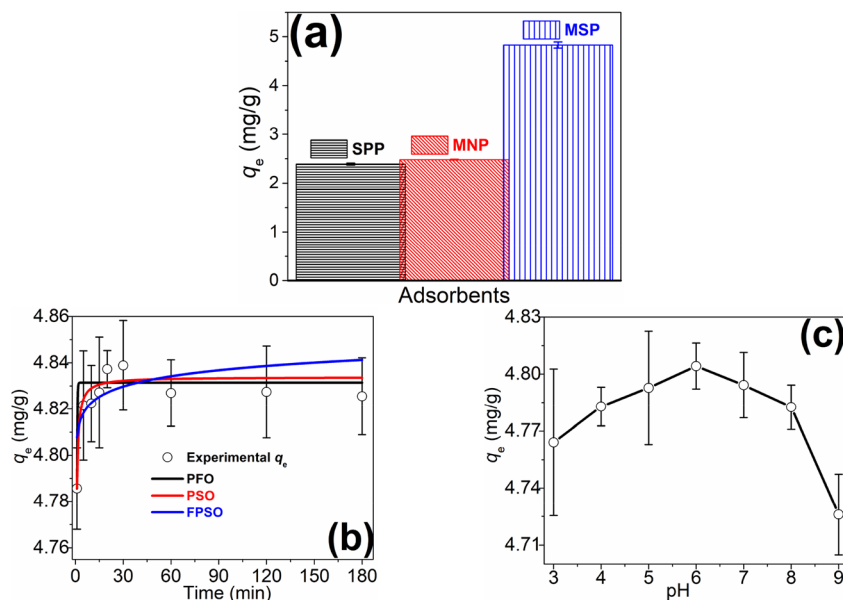 (a)
MSP
SPP
MNP
5
4
3
2
1
0
qe (mg/g)
Adsorbents
4.86
4.84
4.82
4.80
4.78
4.76
qe (mg/g)
Experimental qe
PFO
PSO
FPSO
(b)
0 30 60 90 120 150 180
Time (min)
(c)
4.83
4.80
4.77
4.74
4.71
qe (mg/g)
3 4 5 6 7 8 9
pH